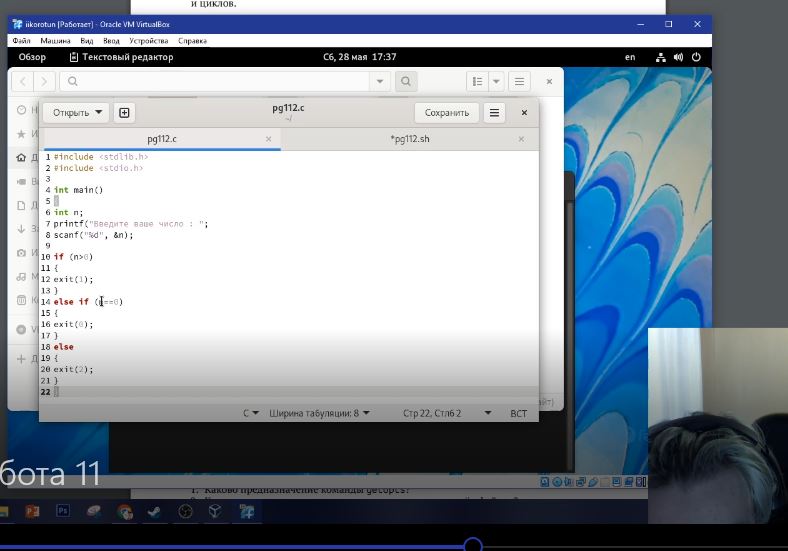 и циклов.
iikorotun [Работает] - Oracle VM VirtualBox
Файл Машина Вид Ввод Устройства Справка
Обзор Текстовый редактор Сб, 28 мая 17:37 en
Открыть pg112.c Сохранить
~/
pg112.c *pg112.sh
1 #include <stdlib.h>
2 #include <stdio.h>
3
4 int main()
5 {
6 int n;
7 printf("Введите ваше число : ");
8 scanf("%d", &n);
9
10 if (n>0)
11 {
12 exit(1);
13 }
14 else if (n==0)
15 {
16 exit(0);
17 }
18 else
19 {
20 exit(2);
21 }
22 }
C Ширина табуляции: 8 Стр 22, Стлб 2 ВСТ
бота 11
1. Каково предназначение команды getopts?